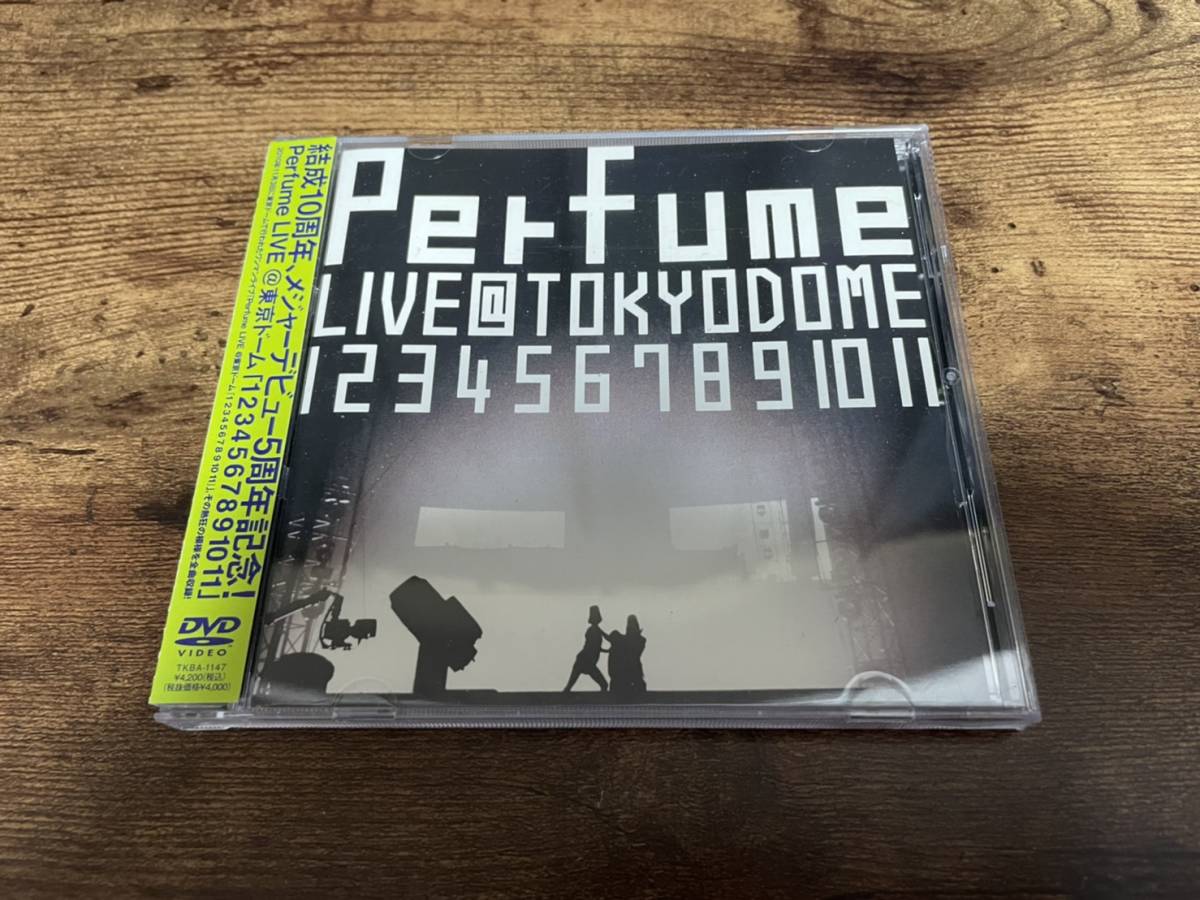 Perfume
LIVE@TOKYODOME
1234567891011
結成10周年、メジャーデビュー5周年記念!
Perfume LIVE @東京ドーム「1234567891011」
DVD
VIDEO
TKBA-1147
¥4,200(税込)
(税抜価格¥4,000)